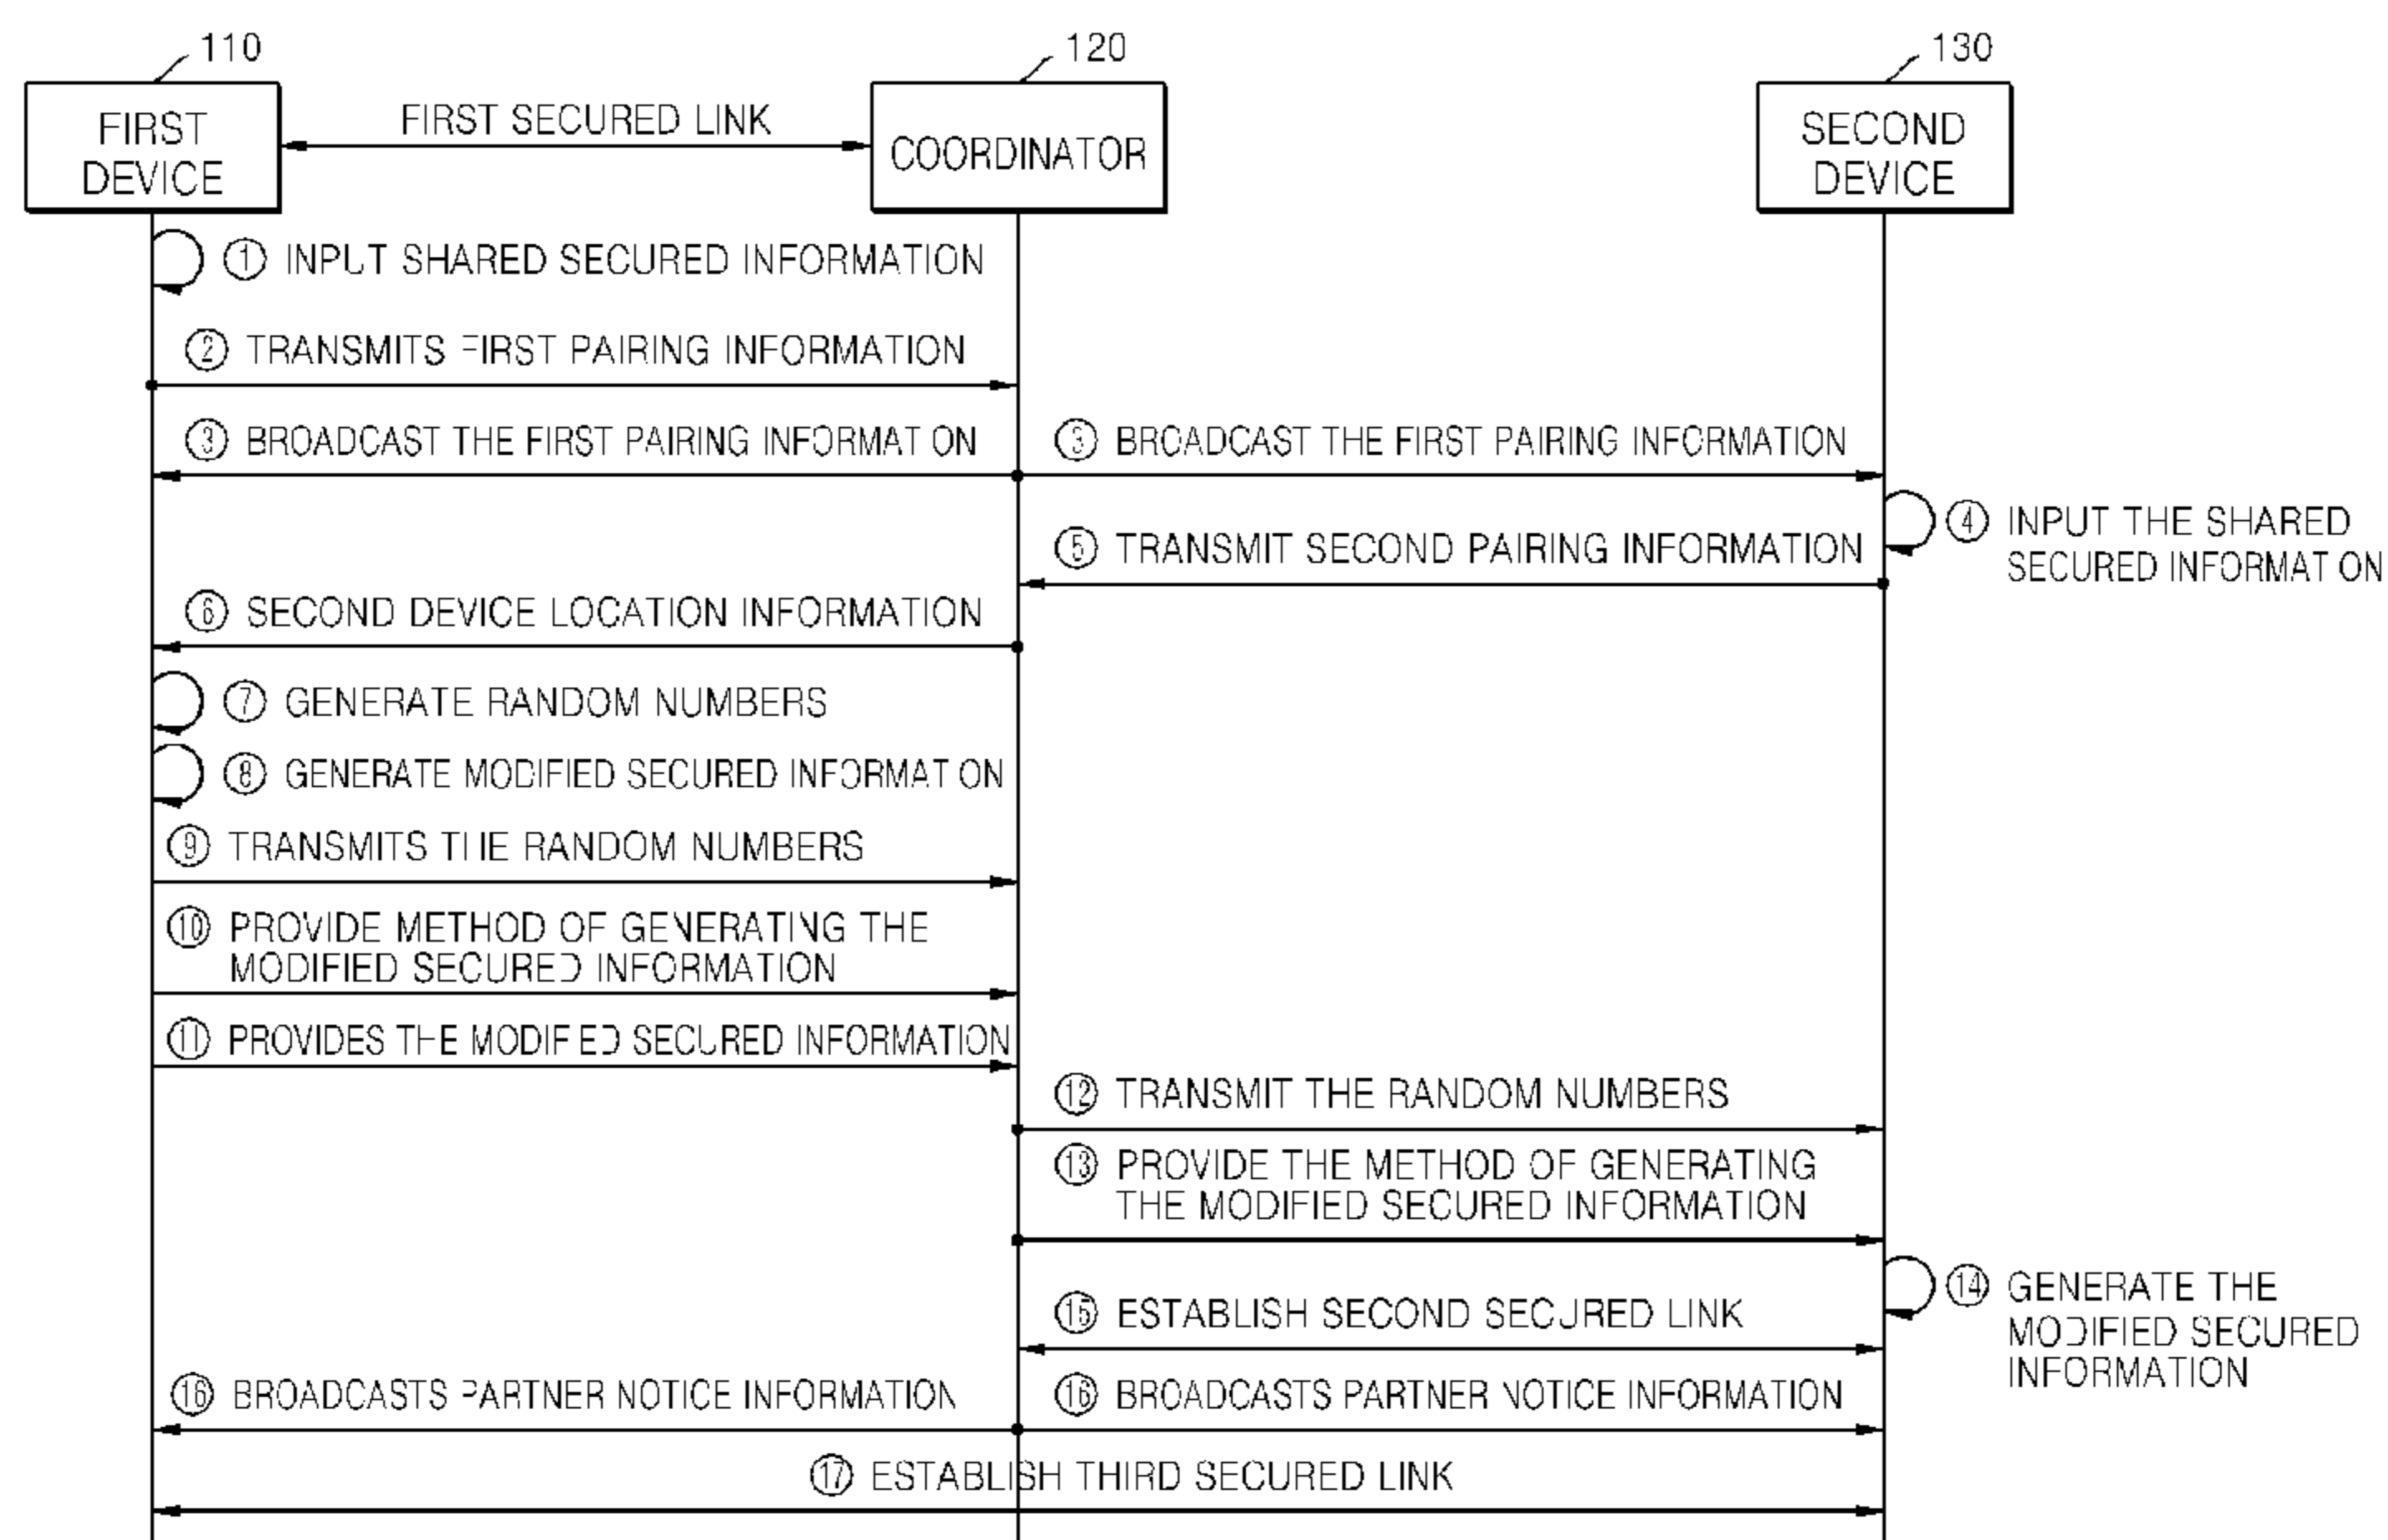 110
120
130
FIRST
DEVICE
FIRST SECURED LINK
COORDINATOR
SECOND
DEVICE
① INPUT SHARED SECURED INFORMATION
② TRANSMITS FIRST PAIRING INFORMATION
③ BROADCAST THE FIRST PAIRING INFORMATION
③ BROADCAST THE FIRST PAIRING INFORMATION
④ INPUT THE SHARED
SECURED INFORMATION
⑤ TRANSMIT SECOND PAIRING INFORMATION
⑥ SECOND DEVICE LOCATION INFORMATION
⑦ GENERATE RANDOM NUMBERS
⑧ GENERATE MODIFIED SECURED INFORMATION
⑨ TRANSMITS THE RANDOM NUMBERS
⑩ PROVIDE METHOD OF GENERATING THE
MODIFIED SECURED INFORMATION
⑪ PROVIDES THE MODIFIED SECURED INFORMATION
⑫ TRANSMIT THE RANDOM NUMBERS
⑬ PROVIDE THE METHOD OF GENERATING
THE MODIFIED SECURED INFORMATION
⑭ GENERATE THE
MODIFIED SECURED
INFORMATION
⑮ ESTABLISH SECOND SECURED LINK
⑯ BROADCASTS PARTNER NOTICE INFORMATION
⑯ BROADCASTS PARTNER NOTICE INFORMATION
⑰ ESTABLISH THIRD SECURED LINK